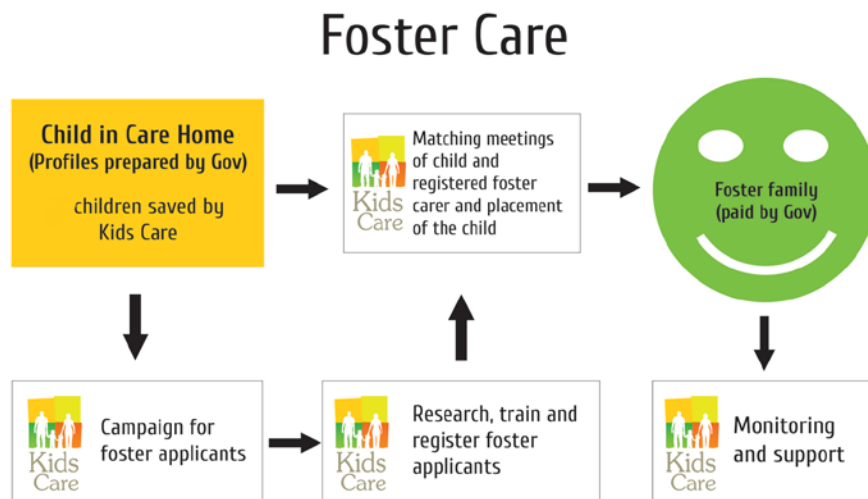 Foster Care
Child in Care Home
(Profiles prepared by Gov)
children saved by
Kids Care
Kids
Care
Matching meetings
of child and
registered foster
carer and placement
of the child
Foster family
(paid by Gov)
Kids
Care
Campaign for
foster applicants
Kids
Care
Research, train and
register foster
applicants
Kids
Care
Monitoring
and support